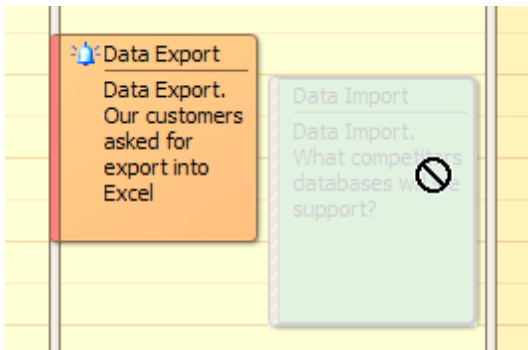 Data Export
Data Export.
Our customers
asked for
export into
Excel
Data Import
Data Import.
What competitors
databases
support?